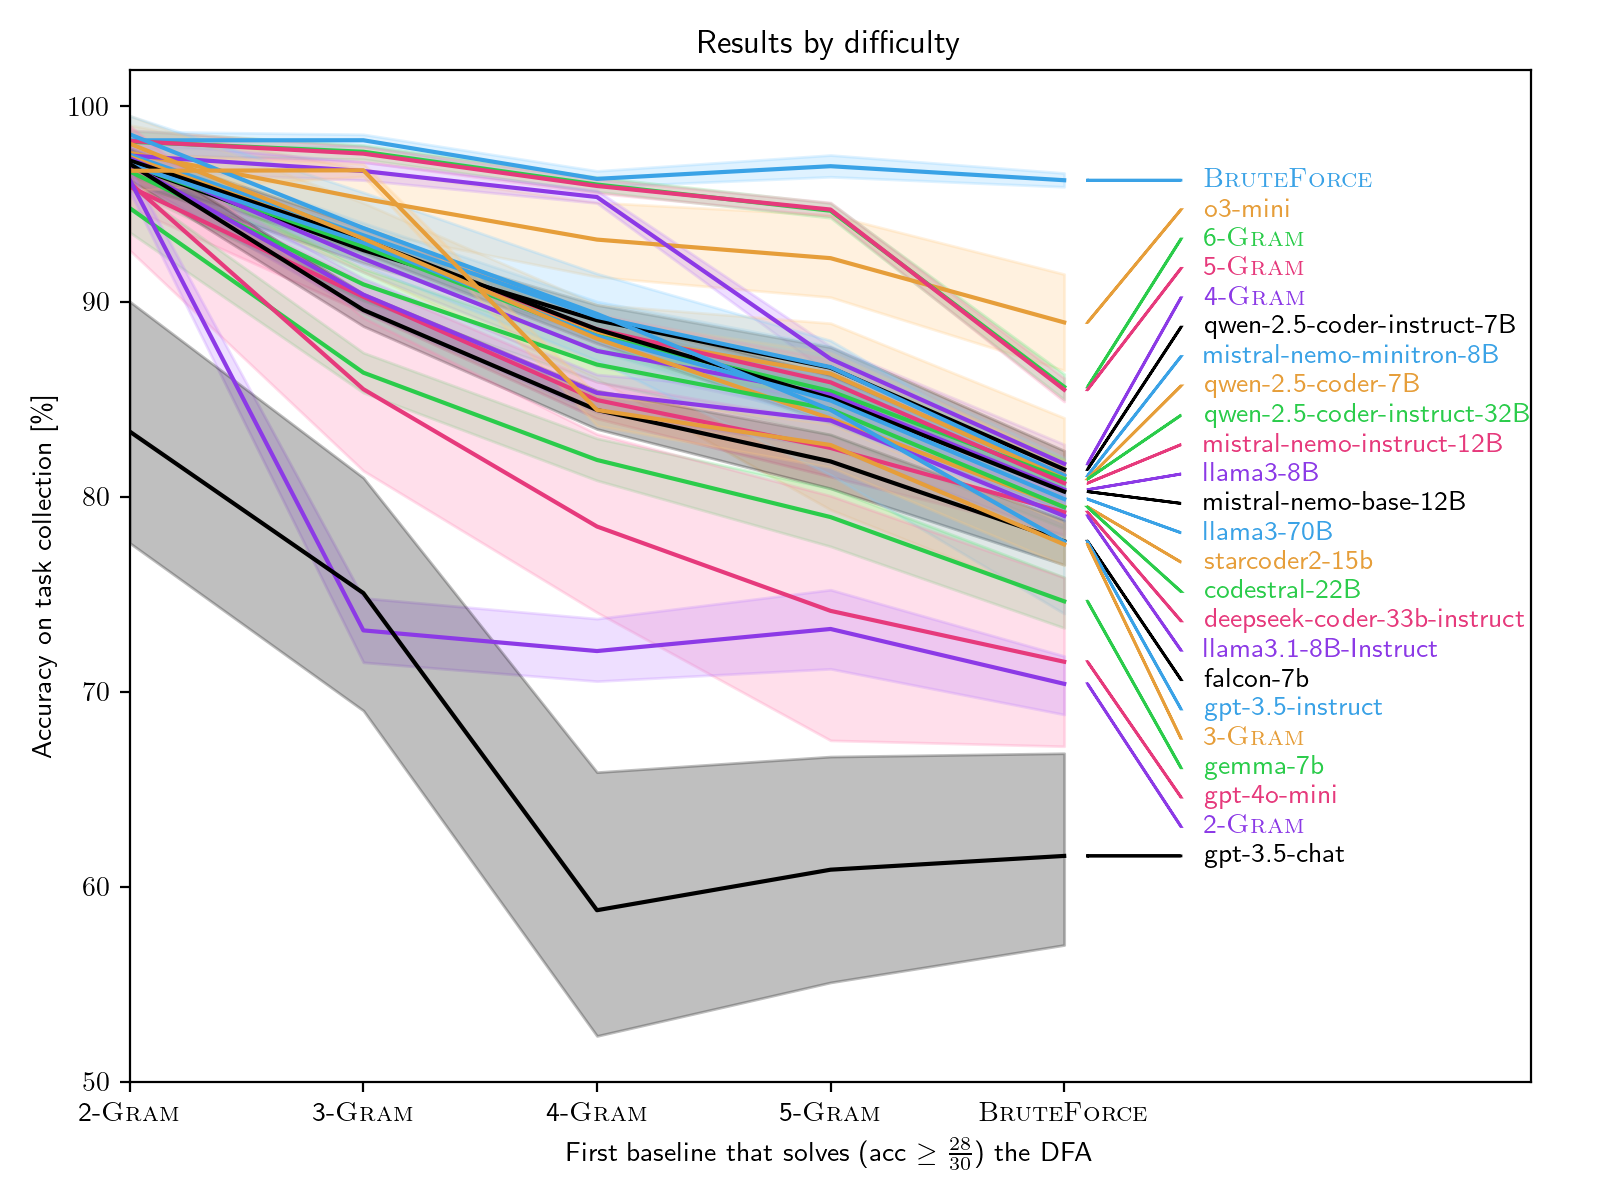 Results by difficulty
Accuracy on task collection [%]
100
90
80
70
60
50
2-Gram 3-Gram 4-Gram 5-Gram BruteForce
First baseline that solves (acc ≥ 28/30) the DFA
BruteForce
o3-mini
6-Gram
5-Gram
4-Gram
qwen-2.5-coder-instruct-7B
mistral-nemo-minitron-8B
qwen-2.5-coder-7B
qwen-2.5-coder-instruct-32B
mistral-nemo-instruct-12B
llama3-8B
mistral-nemo-base-12B
llama3-70B
starcoder2-15b
codestral-22B
deepseek-coder-33b-instruct
llama3.1-8B-Instruct
falcon-7b
gpt-3.5-instruct
3-Gram
gemma-7b
gpt-4o-mini
2-Gram
gpt-3.5-chat